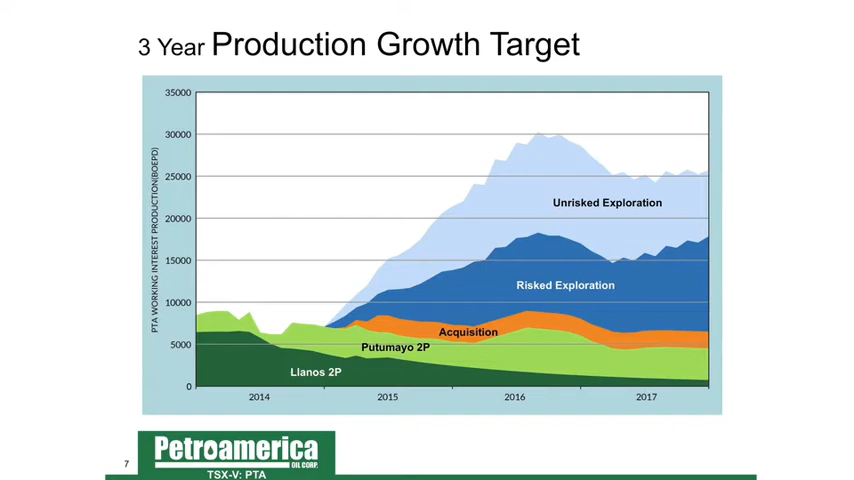 3 Year Production Growth Target
35000
30000
25000
20000
15000
10000
5000
0
PTA WORKING INTEREST PRODUCTION(BOEPD)
Unrisked Exploration
Risked Exploration
Acquisition
Putumayo 2P
Llanos 2P
2014 2015 2016 2017
7
Petroamerica
OIL CORP.
TSX-V: PTA